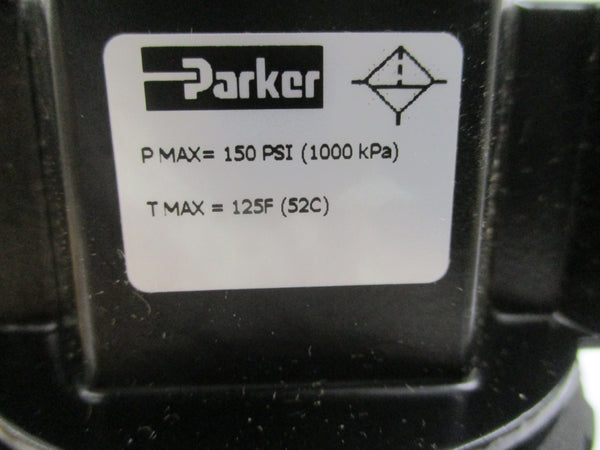 Parker
P MAX= 150 PSI (1000 kPa)
T MAX = 125F (52C)